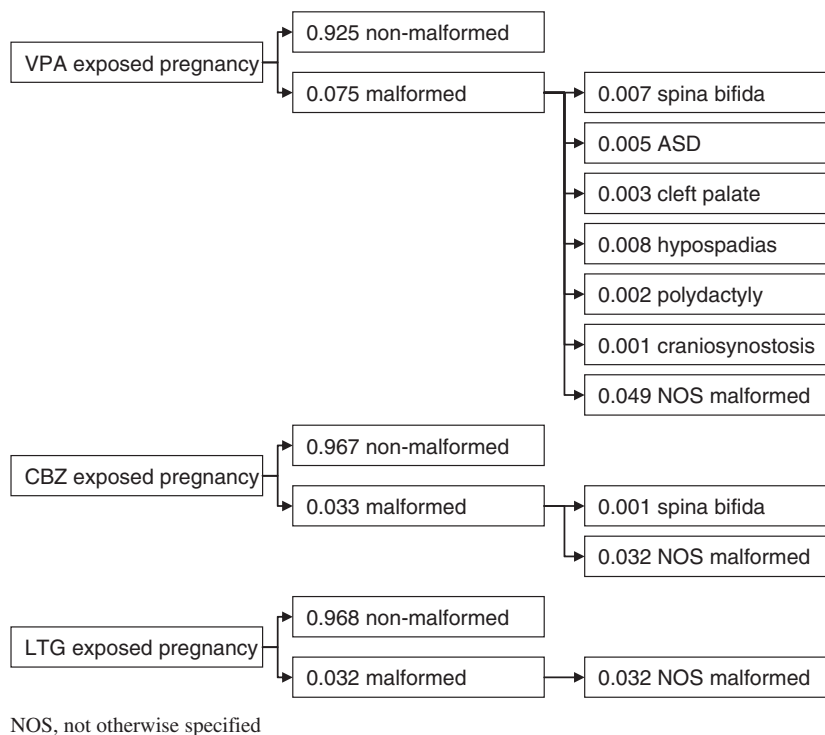 0.925 non-malformed
VPA exposed pregnancy
0.075 malformed
0.007 spina bifida
0.005 ASD
0.003 cleft palate
0.008 hypospadias
0.002 polydactyly
0.001 craniosynostosis
0.049 NOS malformed
0.967 non-malformed
CBZ exposed pregnancy
0.033 malformed
0.001 spina bifida
0.032 NOS malformed
0.968 non-malformed
LTG exposed pregnancy
0.032 malformed
0.032 NOS malformed
NOS, not otherwise specified